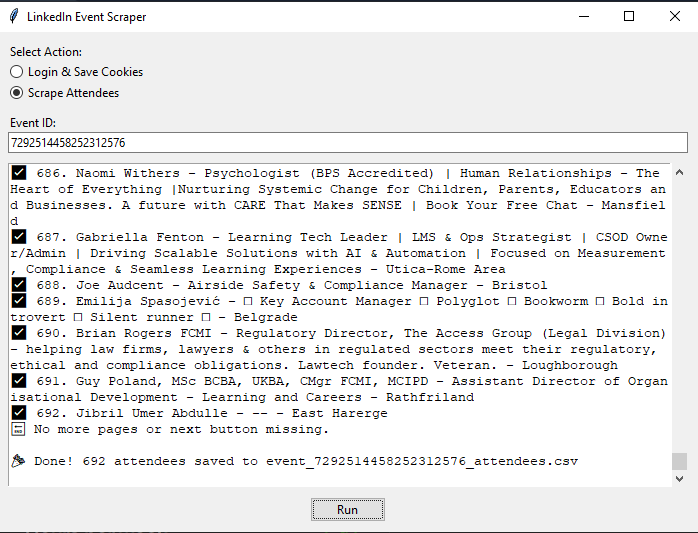 LinkedIn Event Scraper
Select Action:
Login & Save Cookies
Scrape Attendees
Event ID:
7292514458252312576
686. Naomi Withers - Psychologist (BPS Accredited) | Human Relationships - The
Heart of Everything |Nurturing Systemic Change for Children, Parents, Educators an
d Businesses. A future with CARE That Makes SENSE | Book Your Free Chat - Mansfiel
d
687. Gabriella Fenton - Learning Tech Leader | LMS & Ops Strategist | CSOD Owne
r/Admin | Driving Scalable Solutions with AI & Automation | Focused on Measurement
, Compliance & Seamless Learning Experiences - Utica-Rome Area
688. Joe Audcent - Airside Safety & Compliance Manager - Bristol
689. Emilija Spasojević - □ Key Account Manager □ Polyglot □ Bookworm □ Bold in
trovert □ Silent runner □ - Belgrade
690. Brian Rogers FCMI - Regulatory Director, The Access Group (Legal Division)
- helping law firms, lawyers & others in regulated sectors meet their regulatory,
ethical and compliance obligations. Lawtech founder. Veteran. - Loughborough
691. Guy Poland, MSc BCBA, UKBA, CMgr FCMI, MCIPD - Assistant Director of Organ
isational Development - Learning and Careers - Rathfriland
692. Jibril Umer Abdulle - -- - East Harerge
No more pages or next button missing.
Done! 692 attendees saved to event_7292514458252312576_attendees.csv
Run